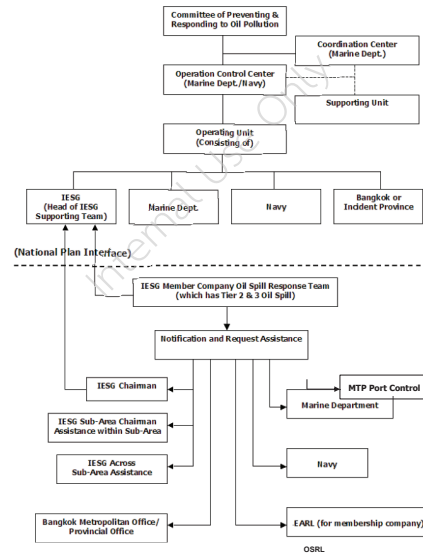 Committee of Preventing &
Responding to Oil Pollution
Coordination Center
(Marine Dept.)
Operation Control Center
(Marine Dept./Navy)
Supporting Unit
Operating Unit
(Consisting of)
IESG
(Head of IESG
Supporting Team)
Marine Dept.
Navy
Bangkok or
Incident Province
Internal Use Only
(National Plan Interface)
IESG Member Company Oil Spill Response Team
(which has Tier 2 & 3 Oil Spill)
Notification and Request Assistance
IESG Chairman
MTP Port Control
Marine Department
IESG Sub-Area Chairman
Assistance within Sub-Area
IESG Across
Sub-Area Assistance
Navy
Bangkok Metropolitan Office/
Provincial Office
EARL (for membership company)
OSRL